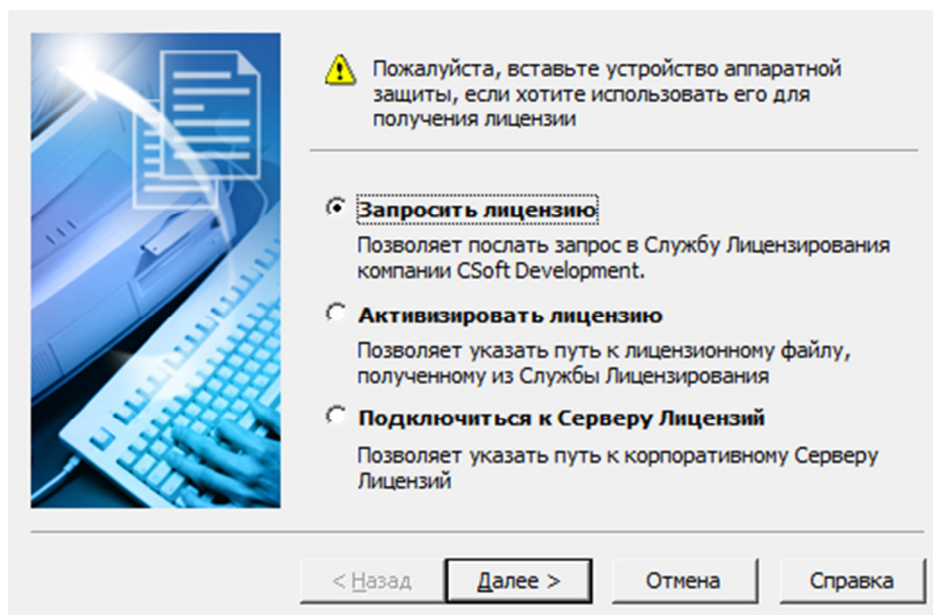 Пожалуйста, вставьте устройство аппаратной
защиты, если хотите использовать его для
получения лицензии
Запросить лицензию
Позволяет послать запрос в Службу Лицензирования
компании CSoft Development.
Активизировать лицензию
Позволяет указать путь к лицензионному файлу,
полученному из Службы Лицензирования
Подключиться к Серверу Лицензий
Позволяет указать путь к корпоративному Серверу
Лицензий
< Назад Далее > Отмена Справка